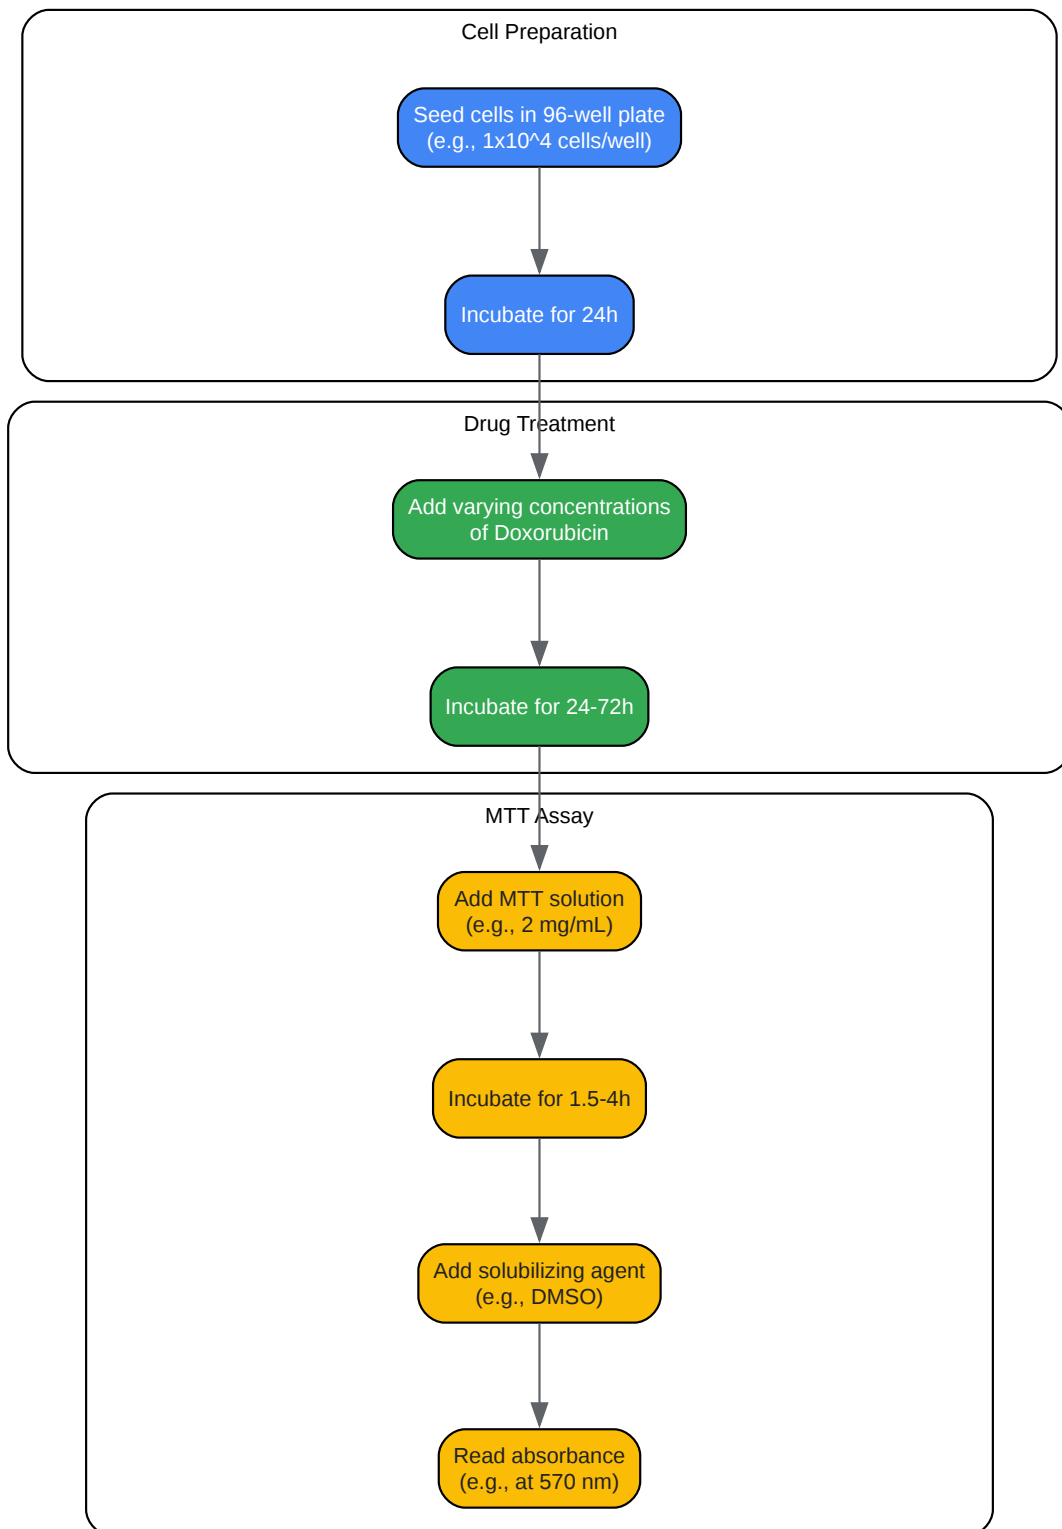 Cell Preparation
Seed cells in 96-well plate
(e.g., 1x10^4 cells/well)
Incubate for 24h
Drug Treatment
Add varying concentrations
of Doxorubicin
Incubate for 24-72h
MTT Assay
Add MTT solution
(e.g., 2 mg/mL)
Incubate for 1.5-4h
Add solubilizing agent
(e.g., DMSO)
Read absorbance
(e.g., at 570 nm)